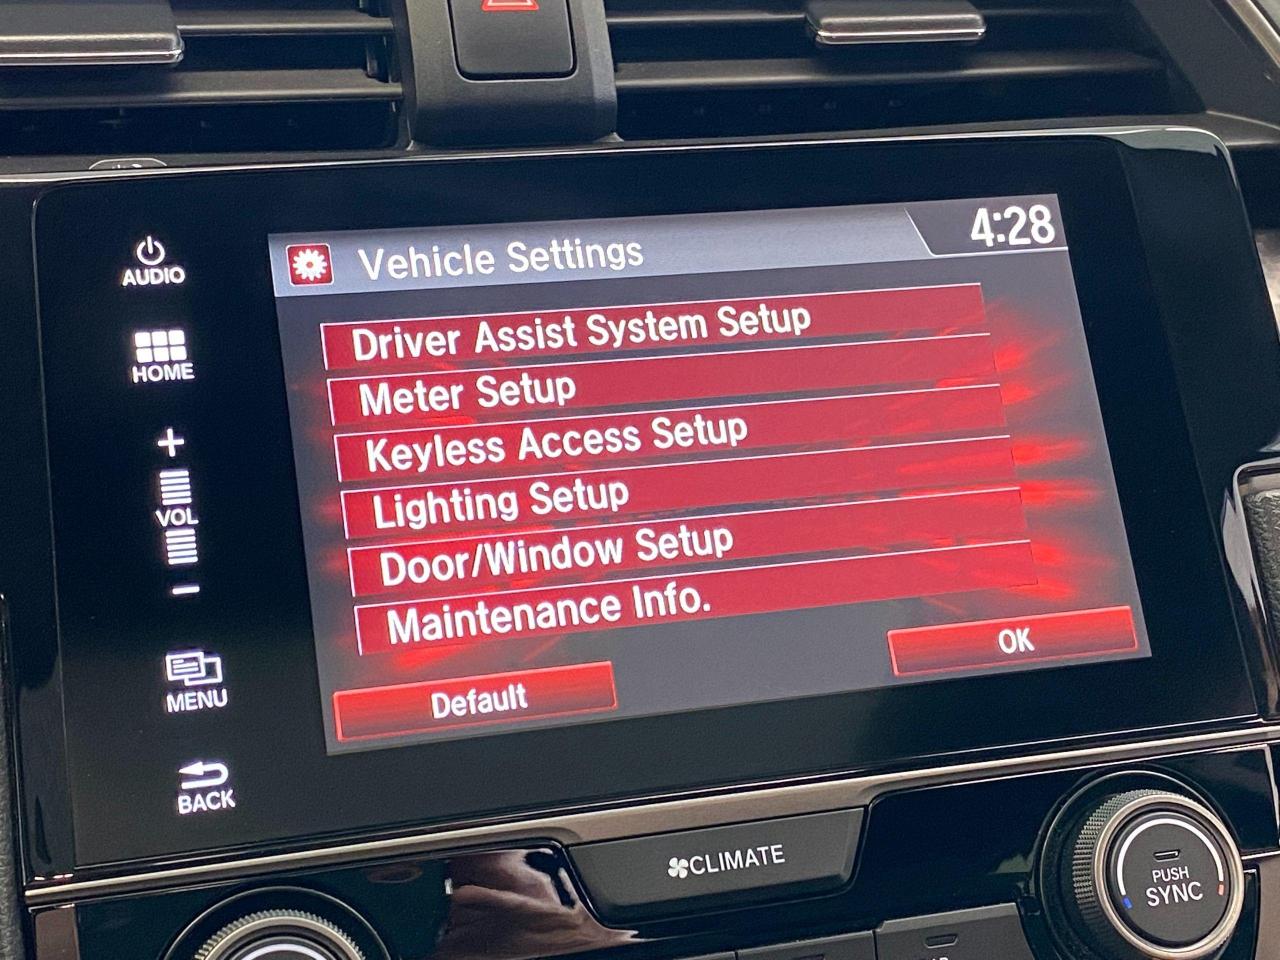 Vehicle Settings
4:28
AUDIO
Driver Assist System Setup
HOME
Meter Setup
+
Keyless Access Setup
Lighting Setup
VOL
Door/Window Setup
-
Maintenance Info.
OK
MENU
Default
BACK
CLIMATE
PUSH
SYNC